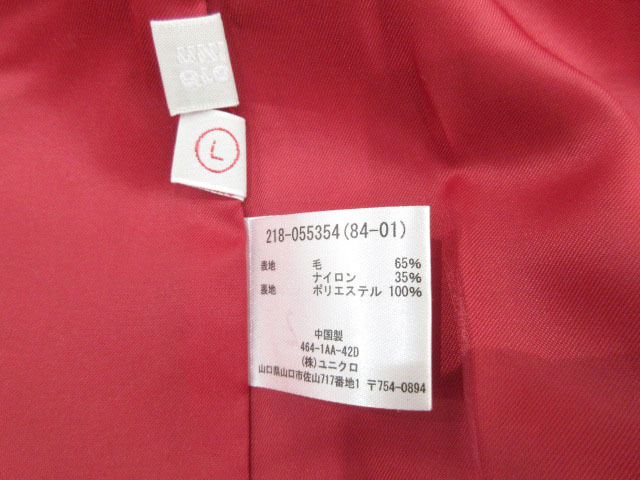 L
218-055354(84-01)
表地 毛 65%
ナイロン 35%
裏地 ポリエステル 100%
中国製
464-1AA-42D
(株)ユニクロ
山口県山口市佐山717番地1 〒754-0894